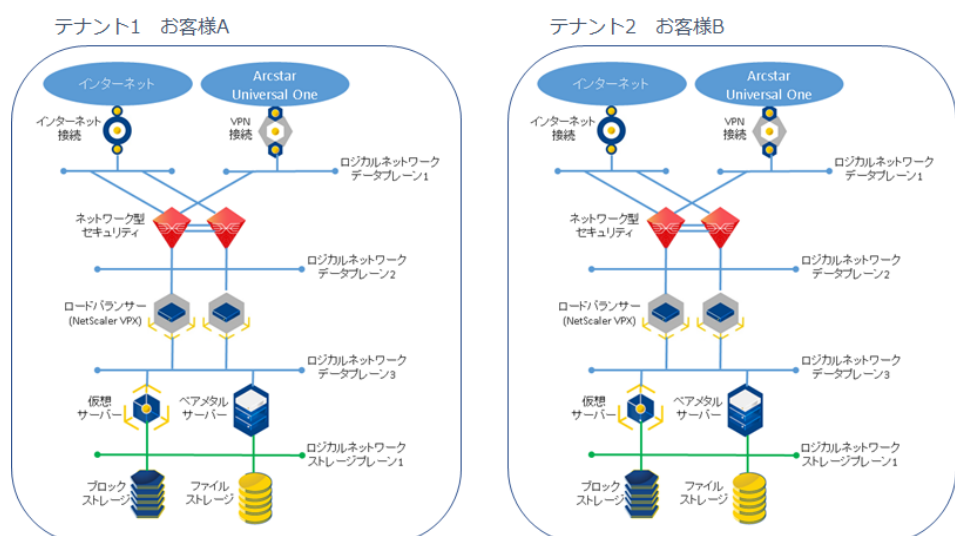 テナント1　お客様A
インターネット
Arcstar
Universal One
インターネット
接続
VPN
接続
ロジカルネットワーク
データプレーン1
ネットワーク型
セキュリティ
ロジカルネットワーク
データプレーン2
ロードバランサー
(NetScaler VPX)
ロジカルネットワーク
データプレーン3
仮想
サーバー
ベアメタル
サーバー
ロジカルネットワーク
ストレージプレーン1
ブロック
ストレージ
ファイル
ストレージ
テナント2　お客様B
インターネット
Arcstar
Universal One
インターネット
接続
VPN
接続
ロジカルネットワーク
データプレーン1
ネットワーク型
セキュリティ
ロジカルネットワーク
データプレーン2
ロードバランサー
(NetScaler VPX)
ロジカルネットワーク
データプレーン3
仮想
サーバー
ベアメタル
サーバー
ロジカルネットワーク
ストレージプレーン1
ブロック
ストレージ
ファイル
ストレージ